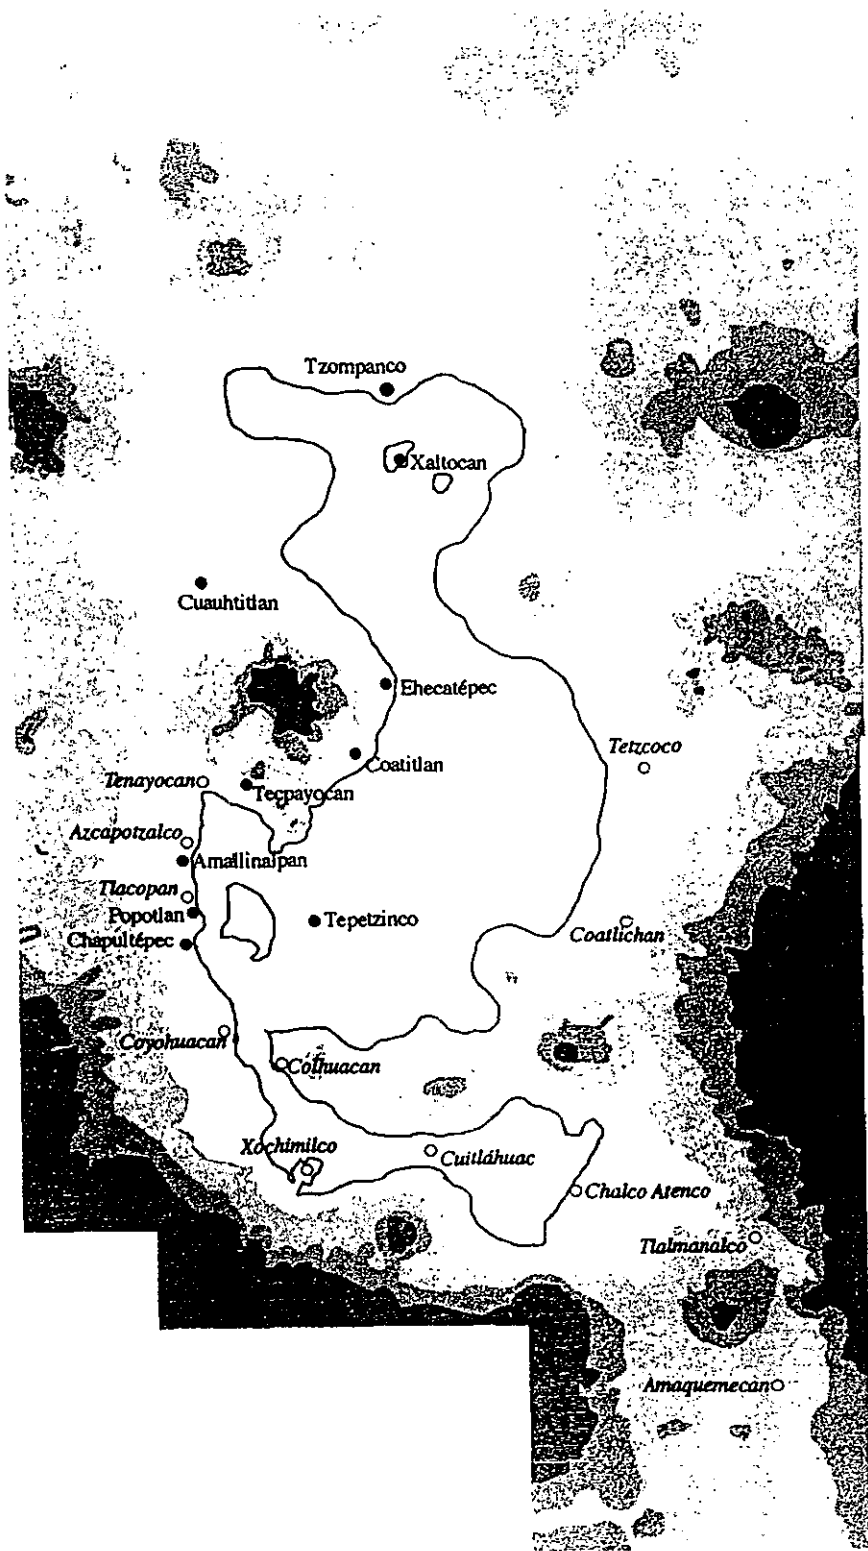 Tzompanco
Xaltocan
Cuauhtitlan
Ehecatépec
Coatitlan
Tetzcoco
Tenayocan
Tecpayocan
Azcapotzalco
Amallinalpan
Tlacopan
Popotlan
Tepetzinco
Coatlichan
Chapultépec
Coyohuacan
Colhuacan
Xochimilco
Cuitláhuac
Chalco Atenco
Tlalmanalco
Amaquemecan